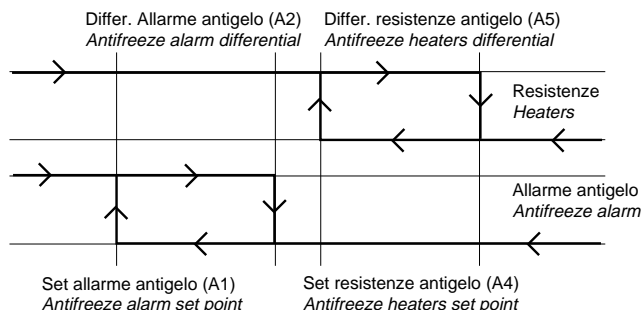 Differ. Allarme antigelo (A2)
Antifreeze alarm differential
Differ. resistenze antigelo (A5)
Antifreeze heaters differential
Resistenze
Heaters
Allarme antigelo
Antifreeze alarm
Set allarme antigelo (A1)
Antifreeze alarm set point
Set resistenze antigelo (A4)
Antifreeze heaters set point